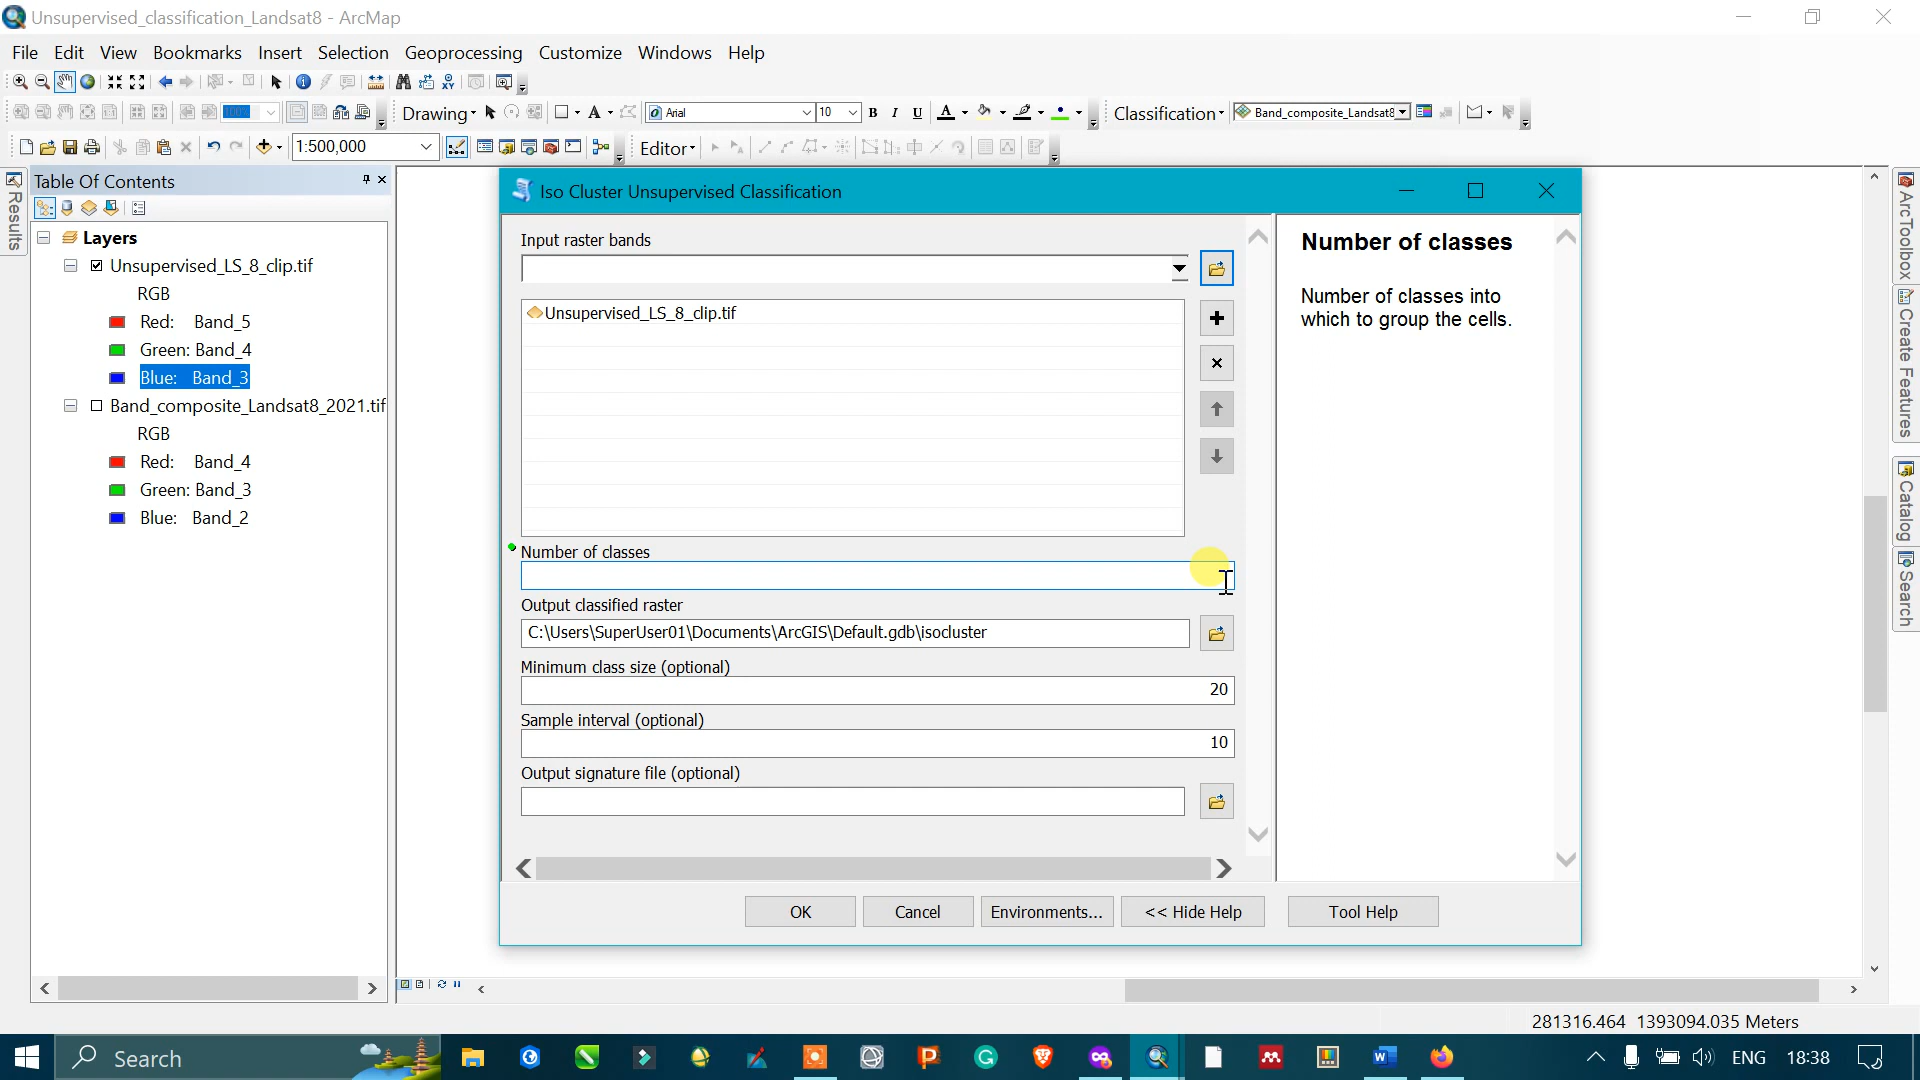 Unsupervised_classification_Landsat8 - ArcMap
File Edit View Bookmarks Insert Selection Geoprocessing Customize Windows Help
100%
Drawing
Arial
10
B I U
A
Classification
Band_composite_Landsat8
1:500,000
Editor
Results
Table Of Contents
Layers
Unsupervised_LS_8_clip.tif
RGB
Red: Band_5
Green: Band_4
Blue: Band_3
Band_composite_Landsat8_2021.tif
RGB
Red: Band_4
Green: Band_3
Blue: Band_2
Iso Cluster Unsupervised Classification
Input raster bands
Unsupervised_LS_8_clip.tif
Number of classes
Output classified raster
C:\Users\SuperUser01\Documents\ArcGIS\Default.gdb\isocluster
Minimum class size (optional)
20
Sample interval (optional)
10
Output signature file (optional)
OK
Cancel
Environments...
<< Hide Help
Tool Help
Number of classes
Number of classes into
which to group the cells.
ArcToolbox
Create Features
Catalog
Search
281316.464 1393094.035 Meters
Search
ENG
18:38